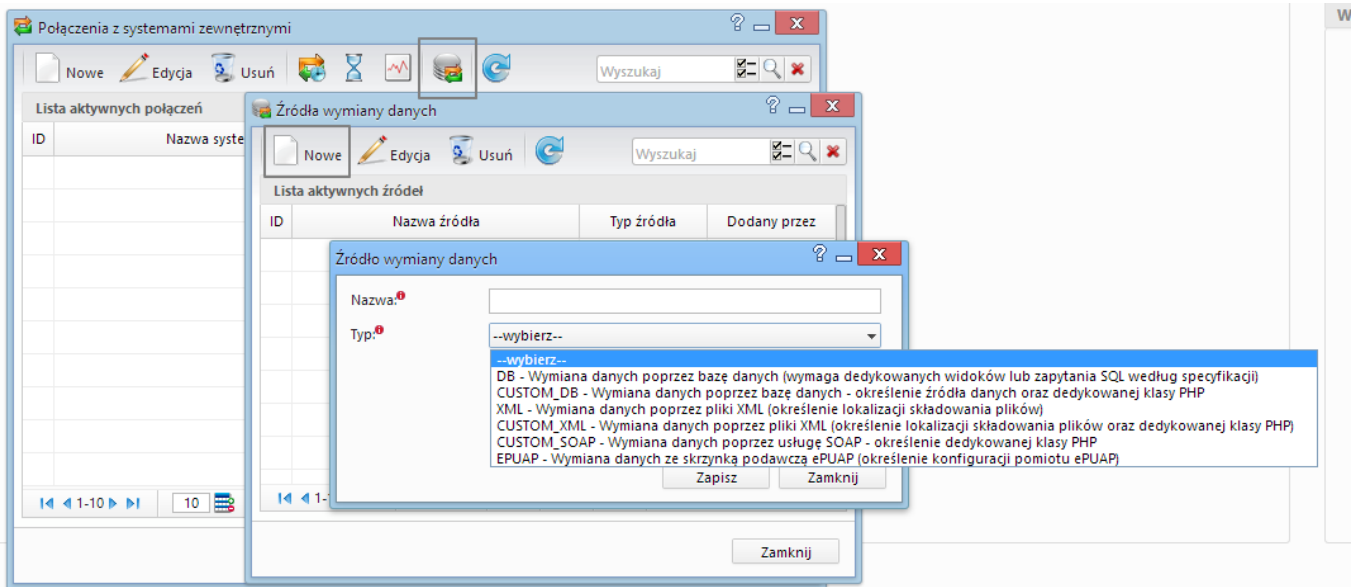 Połączenia z systemami zewnętrznymi
W
Nowe Edycja Usuń Wyszukaj
Lista aktywnych połączeń
Źródła wymiany danych
ID Nazwa syste
Nowe Edycja Usuń Wyszukaj
Lista aktywnych źródeł
ID Nazwa źródła Typ źródła Dodany przez
Źródło wymiany danych
Nazwa:
Typ: --wybierz--
--wybierz--
DB - Wymiana danych poprzez bazę danych (wymaga dedykowanych widoków lub zapytania SQL według specyfikacji)
CUSTOM_DB - Wymiana danych poprzez bazę danych - określenie źródła danych oraz dedykowanej klasy PHP
XML - Wymiana danych poprzez pliki XML (określenie lokalizacji składowania plików)
CUSTOM_XML - Wymiana danych poprzez pliki XML (określenie lokalizacji składowania plików oraz dedykowanej klasy PHP)
CUSTOM_SOAP - Wymiana danych poprzez usługę SOAP - określenie dedykowanej klasy PHP
EPUAP - Wymiana danych ze skrzynką podawczą ePUAP (określenie konfiguracji pomiotu ePUAP)
Zapisz Zamknij
1-10 10
1-
Zamknij